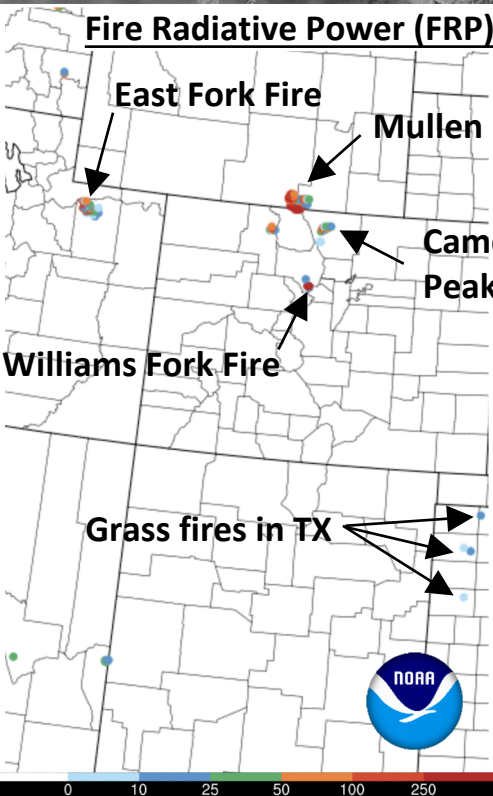 Fire Radiative Power (FRP)
East Fork Fire
Mullen
Peak
Williams Fork Fire
Grass fires in TX
NOAA
0 10 25 50 100 250